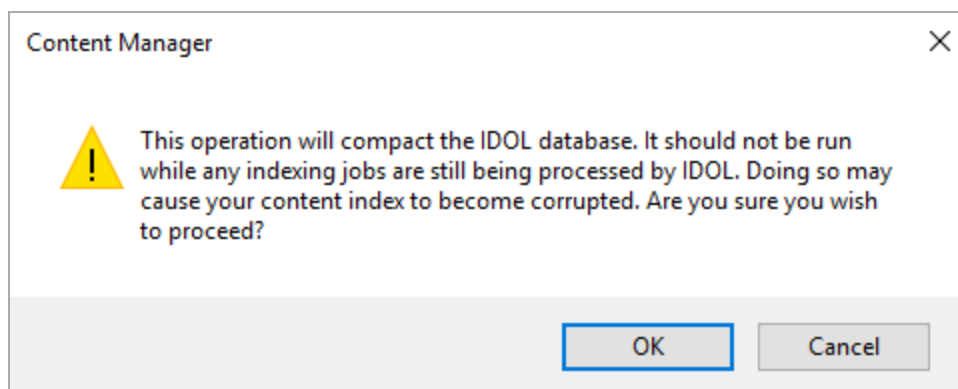 Content Manager
This operation will compact the IDOL database. It should not be run
while any indexing jobs are still being processed by IDOL. Doing so may
cause your content index to become corrupted. Are you sure you wish
to proceed?
OK
Cancel